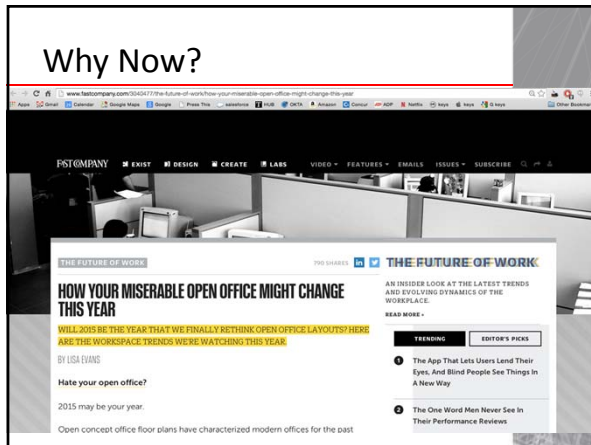 Why Now?
www.fastcompany.com/3040477/the-future-of-work/how-your-miserable-open-office-might-change-this-year
Apps Gmail Calendar Google Maps Google Press This salesforce HUB OKTA Amazon Concur ADP Netflix keys keys G keys Other Bookmar
FAST COMPANY EXIST DESIGN CREATE LABS VIDEO FEATURES EMAILS ISSUES SUBSCRIBE
THE FUTURE OF WORK
790 SHARES in
HOW YOUR MISERABLE OPEN OFFICE MIGHT CHANGE
THIS YEAR
WILL 2015 BE THE YEAR THAT WE FINALLY RETHINK OPEN OFFICE LAYOUTS? HERE
ARE THE WORKSPACE TRENDS WE'RE WATCHING THIS YEAR.
BY LISA EVANS
Hate your open office?
2015 may be your year.
Open concept office floor plans have characterized modern offices for the past
THE FUTURE OF WORK
AN INSIDER LOOK AT THE LATEST TRENDS
AND EVOLVING DYNAMICS OF THE
WORKPLACE.
READ MORE
TRENDING EDITOR'S PICKS
1 The App That Lets Users Lend Their
Eyes, And Blind People See Things In
A New Way
2 The One Word Men Never See In
Their Performance Reviews